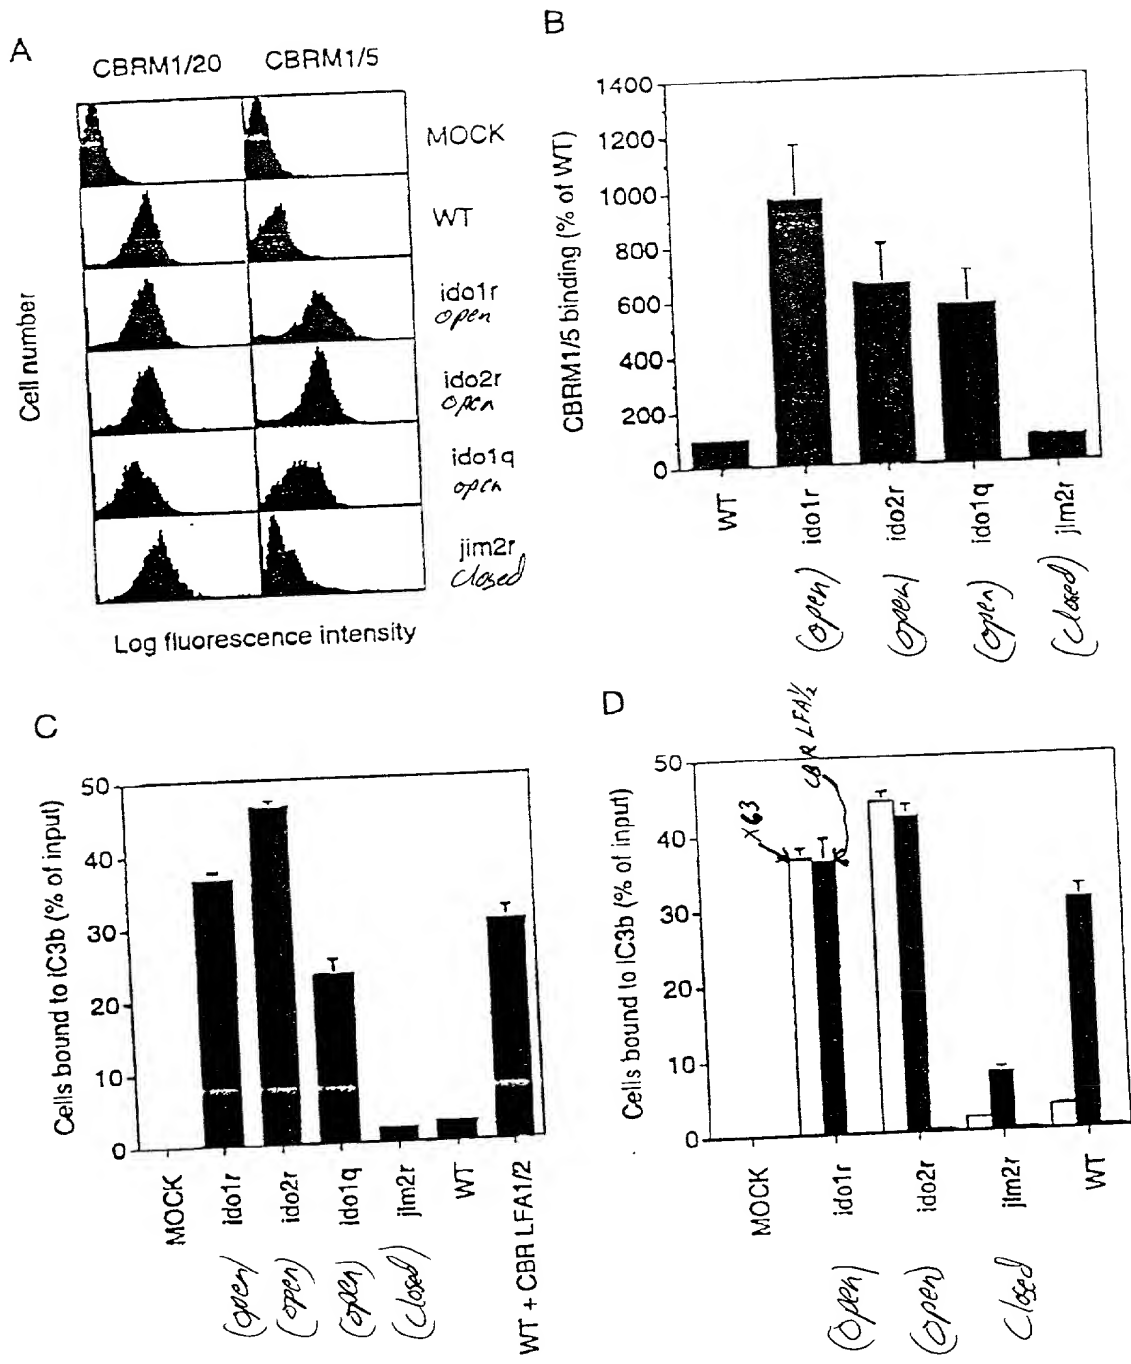 A
CBRM1/20 CBRM1/5
MOCK
WT
ido1r
open
ido2r
open
ido1q
open
jlm2r
closed
Cell number
Log fluorescence intensity
B
CBRM1/5 binding (% of WT)
1400
1200
1000
800
600
400
200
0
WT
ido1r
ido2r
ido1q
jlm2r
(open)
(open)
(open)
(closed)
C
Cells bound to iC3b (% of input)
50
40
30
20
10
0
MOCK
ido1r
ido2r
ido1q
jlm2r
WT
WT + CBR LFA1/2
(open)
(open)
(open)
(closed)
D
X63
CBR LFA1/2
Cells bound to iC3b (% of input)
50
40
30
20
10
0
MOCK
ido1r
ido2r
jlm2r
WT
(open)
(open)
closed